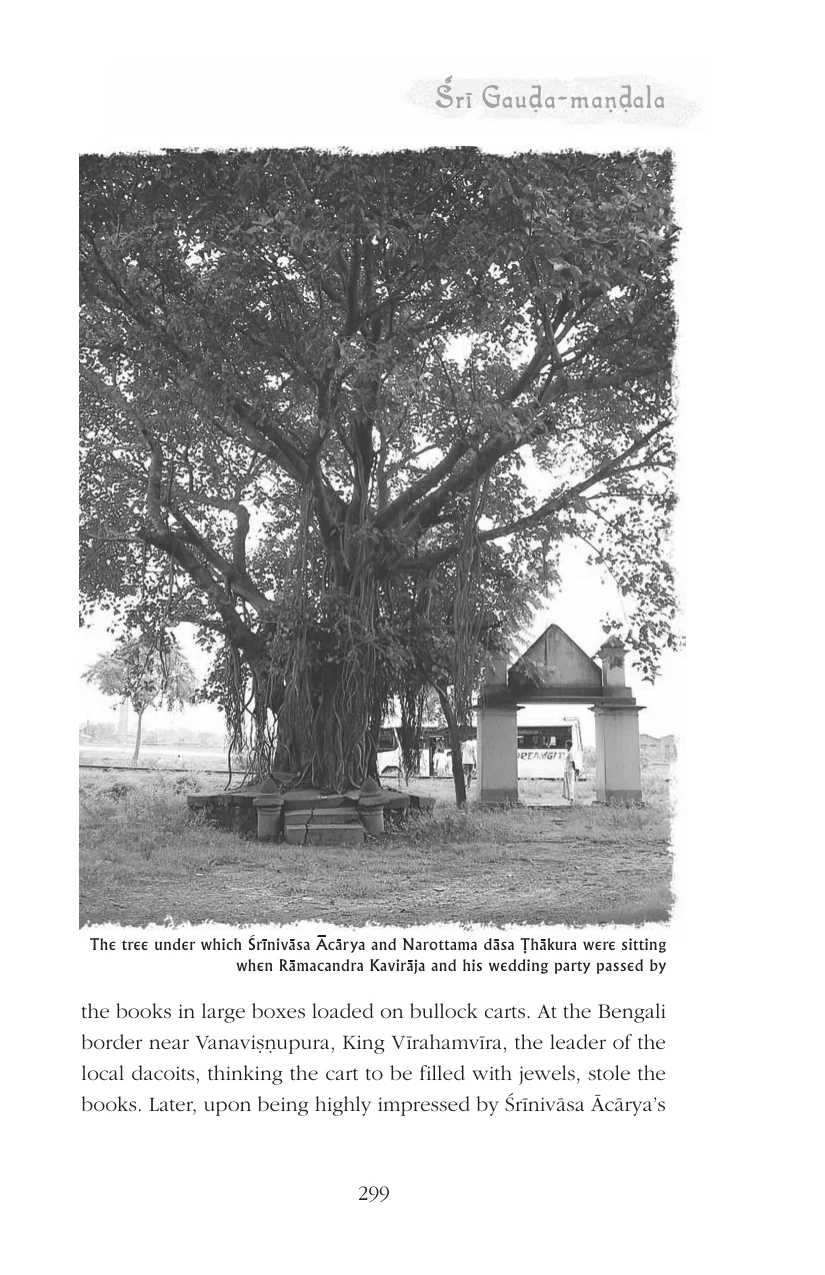 Śrī Gauḍa-maṇḍala
DREAMGI
The tree under which Śrīnivāsa Ācārya and Narottama dāsa Ṭhākura were sitting
when Rāmacandra Kavirāja and his wedding party passed by
the books in large boxes loaded on bullock carts. At the Bengali
border near Vanaviṣṇupura, King Vīrahamvīra, the leader of the
local dacoits, thinking the cart to be filled with jewels, stole the
books. Later, upon being highly impressed by Śrīnivāsa Ācārya’s
299